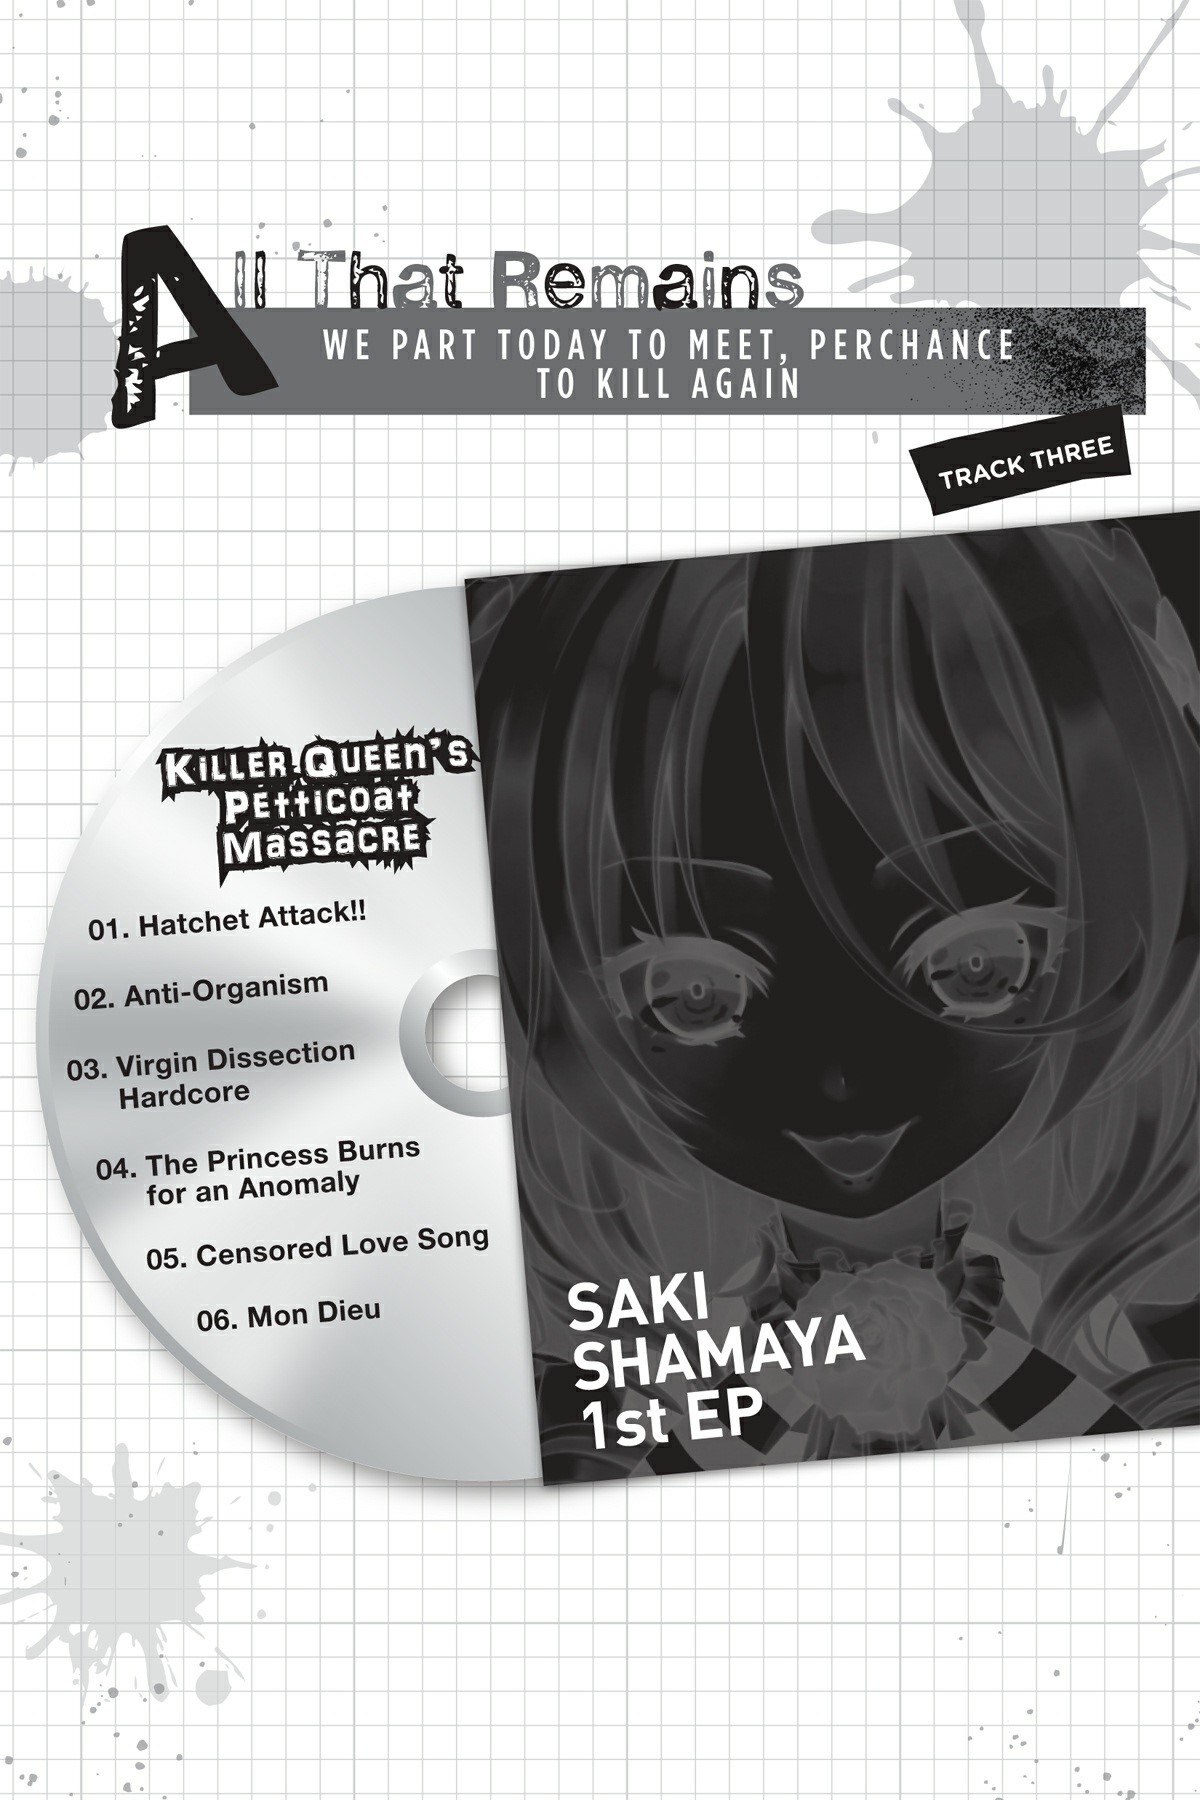 All That Remains
WE PART TODAY TO MEET, PERCHANCE
TO KILL AGAIN
TRACK THREE
KiLLER QUEEn's
PEtticoat
MassaCRE
01. Hatchet Attack!!
02. Anti-Organism
03. Virgin Dissection
Hardcore
04. The Princess Burns
for an Anomaly
05. Censored Love Song
06. Mon Dieu
SAKI
SHAMAYA
1st EP